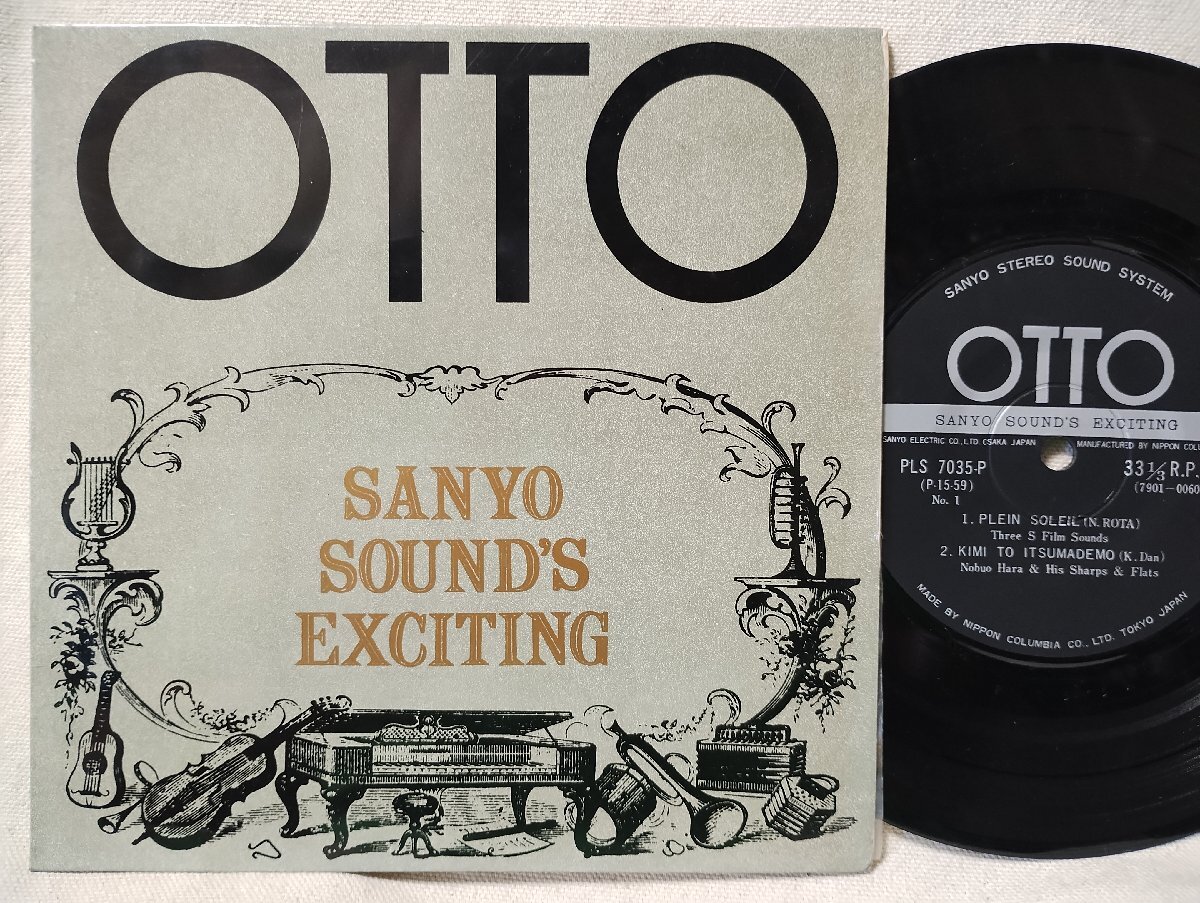 OTTO
SANYO
SOUND'S
EXCITING
SANYO STEREO SOUND SYSTEM
OTTO
SANYO SOUND'S EXCITING
SANYO ELECTRIC CO.,LTD OSAKA JAPAN MANUFACTURED BY NIPPON COLU
PLS 7035-P 33 1/3 R.P.
(P-15-59) (7901-0060
No. 1
1. PLEIN SOLEIL (N. ROTA)
Three S Film Sounds
2. KIMI TO ITSUMADEMO (K. Dan)
Nobuo Hara & His Sharps & Flats
MADE BY NIPPON COLUMBIA CO., LTD. TOKYO JAPAN